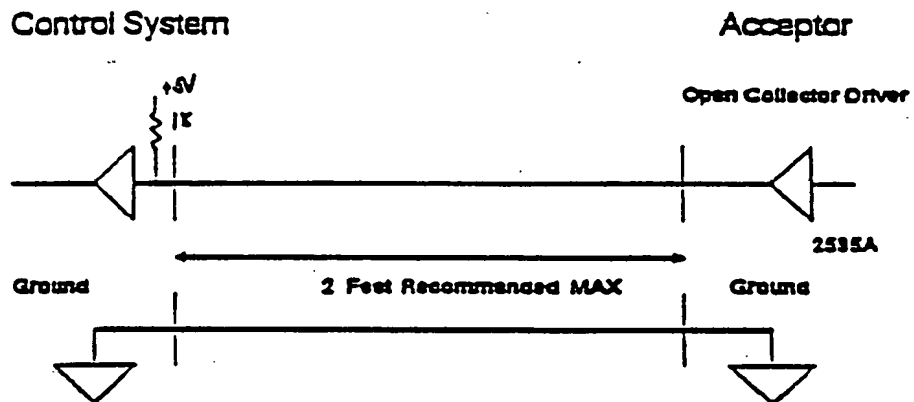 Control System
Acceptor
+5V
1K
Open Collector Driver
2535A
Ground
2 Feet Recommended MAX
Ground